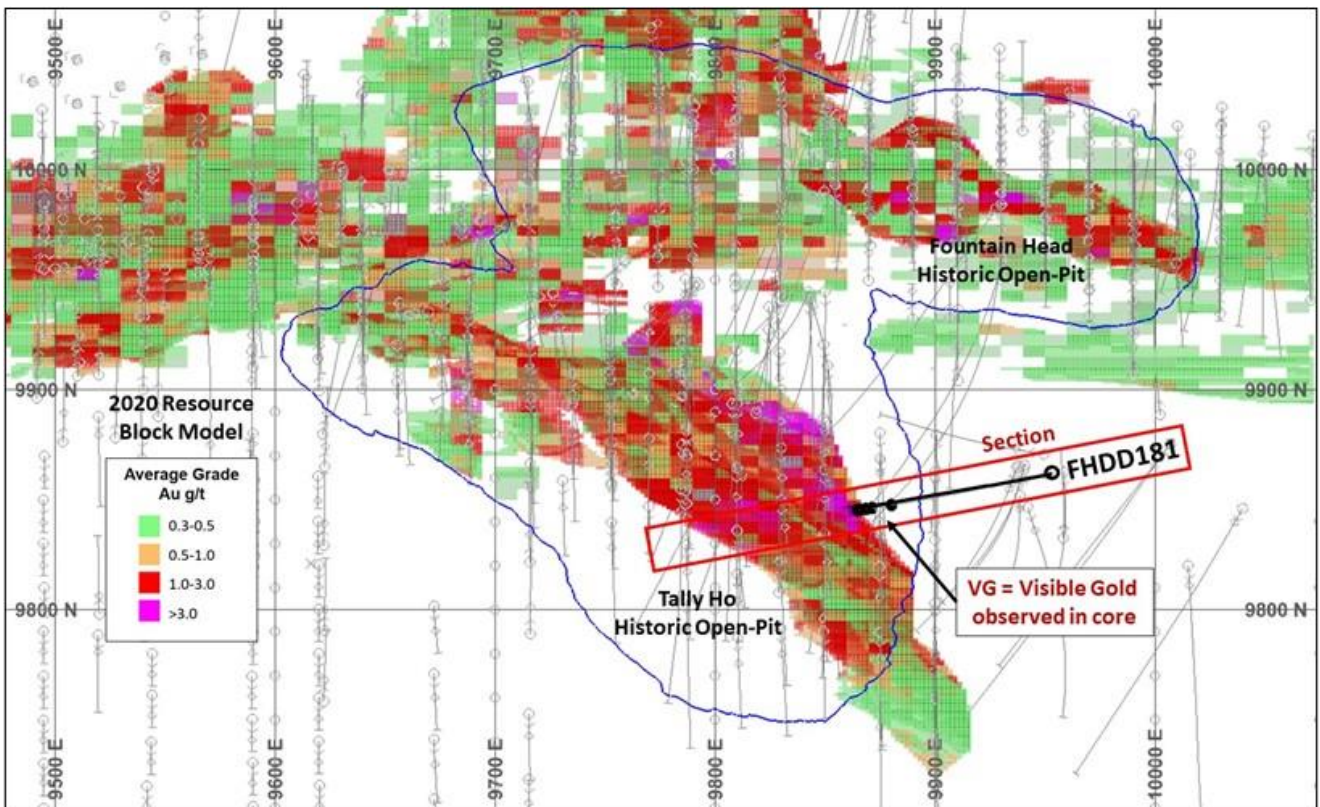 9500 E
9600 E
9700 E
9800 E
9900 E
10000 E
10000 N
10000 N
Fountain Head
Historic Open-Pit
9900 N
9900 N
2020 Resource
Block Model
Average Grade
Au g/t
0.3-0.5
0.5-1.0
1.0-3.0
>3.0
Section
FHDD181
VG = Visible Gold
observed in core
Tally Ho
Historic Open-Pit
9800 N
9800 N
9500 E
9600 E
9700 E
9800 E
9900 E
10000 E